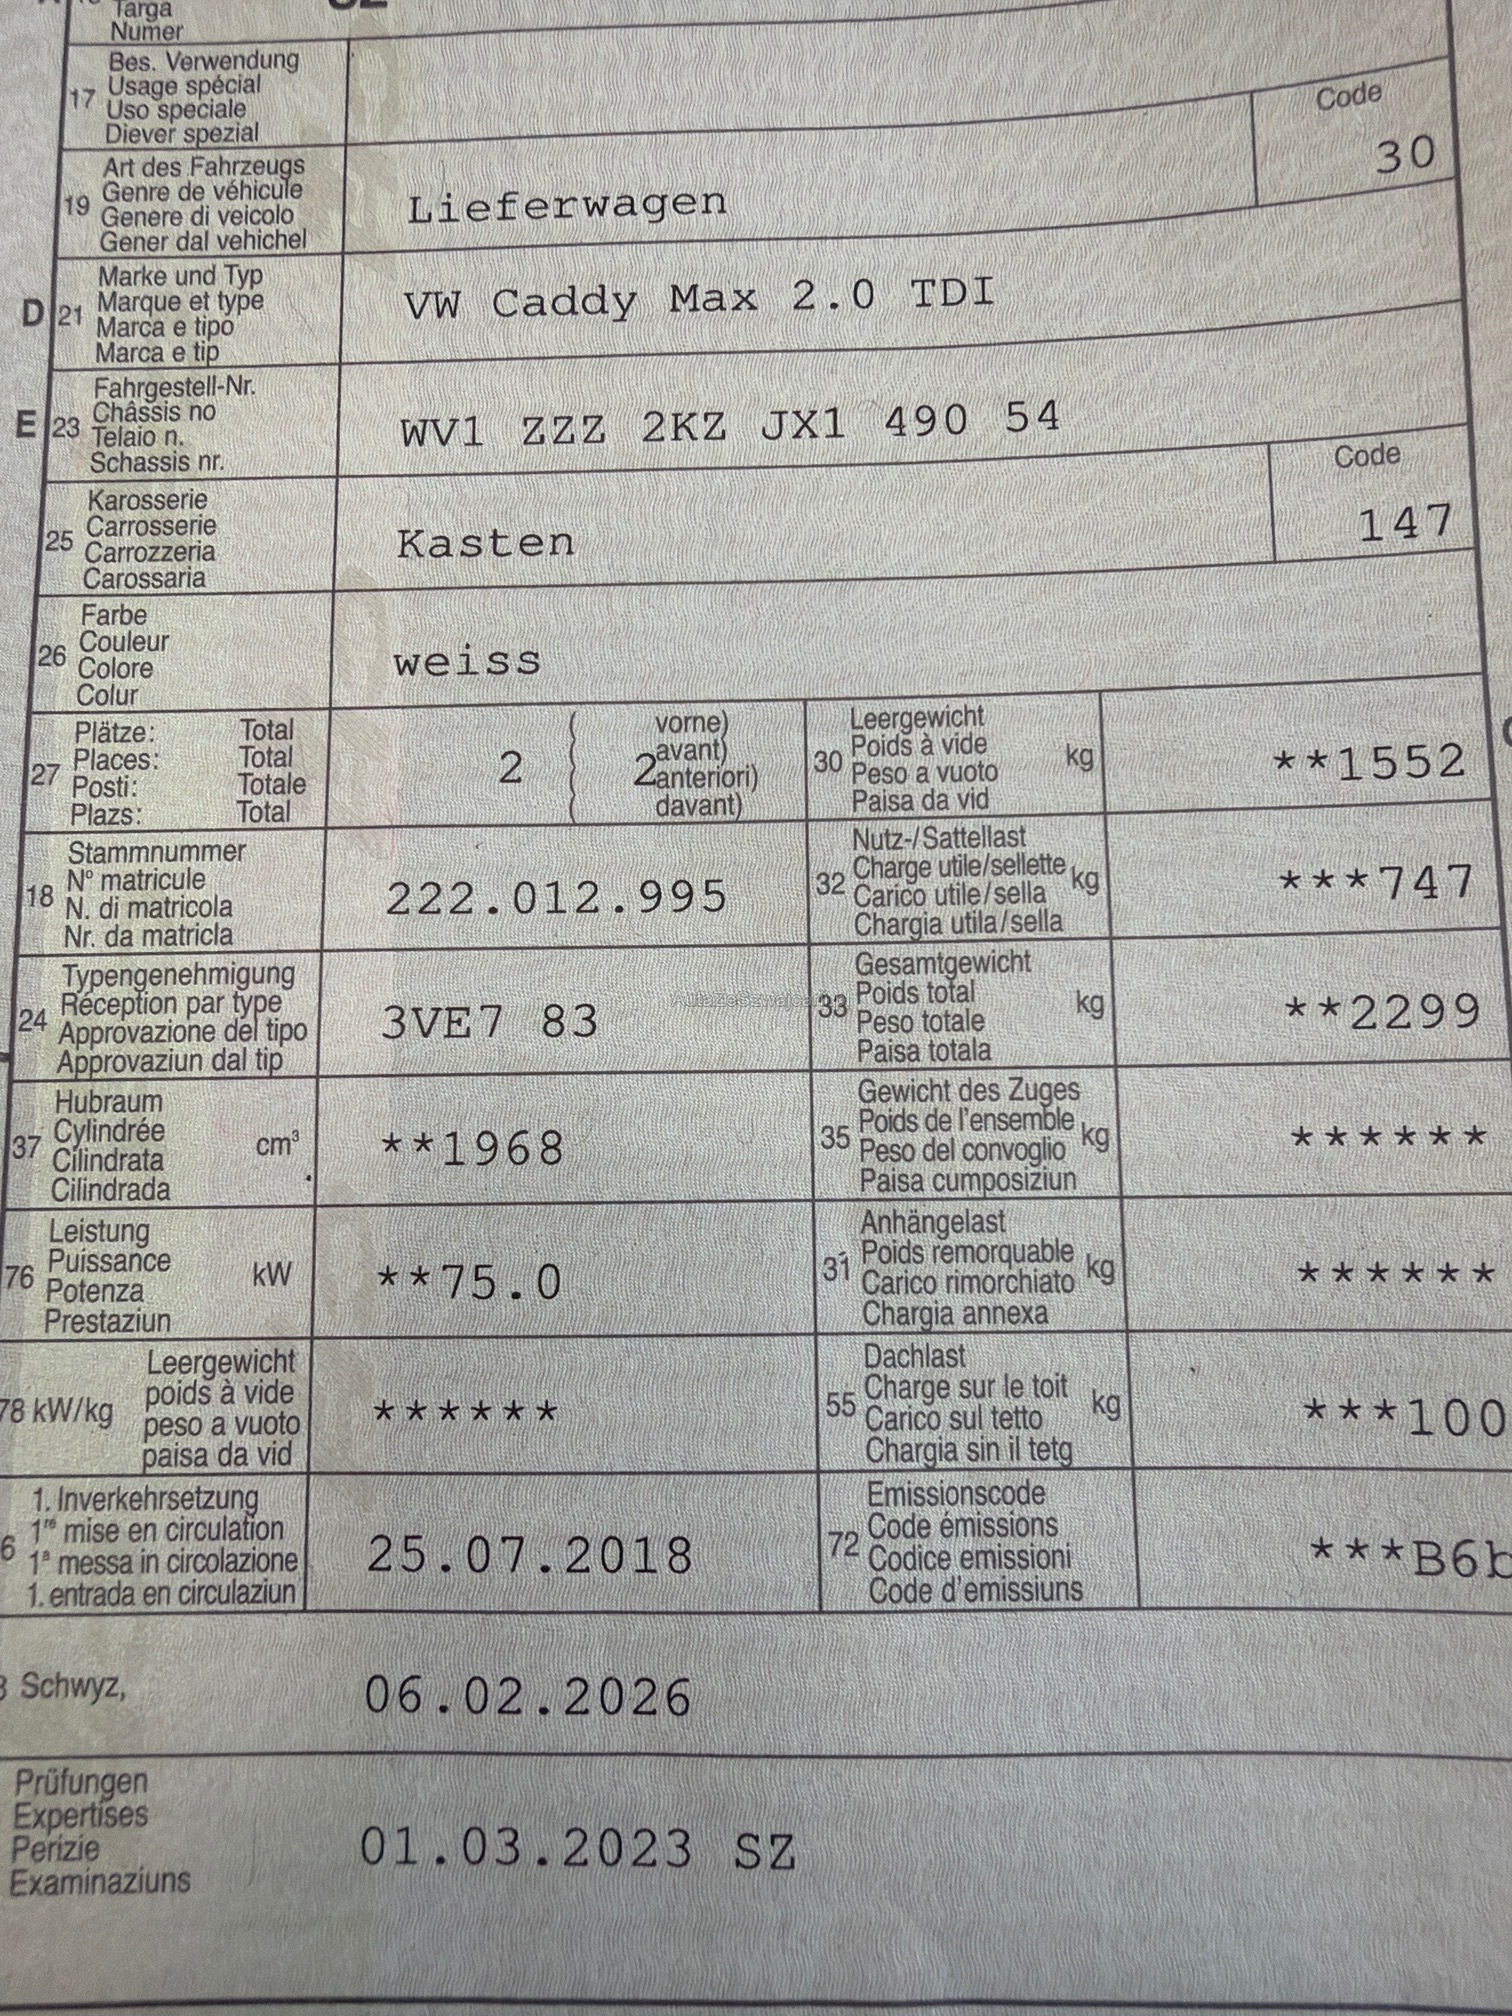 Targa
Numer
17 Bes. Verwendung
Usage spécial
Uso speciale
Diever spezial
19 Art des Fahrzeugs
Genre de véhicule
Genere di veicolo
Gener dal vehichel
Lieferwagen
Code
30
D 21 Marke und Typ
Marque et type
Marca e tipo
Marca e tip
VW Caddy Max 2.0 TDI
E 23 Fahrgestell-Nr.
Châssis no
Telaio n.
Schassis nr.
WV1 ZZZ 2KZ JX1 490 54
25 Karosserie
Carrosserie
Carrozzeria
Carossaria
Kasten
Code
147
26 Farbe
Couleur
Colore
Colur
weiss
27 Plätze: Total
Places: Total
Posti: Totale
Plazs: Total
2
2
vorne)
avant)
anteriori)
davant)
30 Leergewicht
Poids à vide
Peso a vuoto
Paisa da vid
kg
**1552
18 Stammnummer
N° matricule
N. di matricola
Nr. da matricla
222.012.995
32 Nutz-/Sattellast
Charge utile/sellette
Carico utile/sella
Chargia utila/sella
kg
***747
24 Typengenehmigung
Réception par type
Approvazione del tipo
Approvaziun dal tip
3VE7 83
33 Gesamtgewicht
Poids total
Peso totale
Paisa totala
kg
**2299
37 Hubraum
Cylindrée
Cilindrata
Cilindrada
cm³
**1968
35 Gewicht des Zuges
Poids de l'ensemble
Peso del convoglio
Paisa cumposiziun
kg
******
76 Leistung
Puissance
Potenza
Prestaziun
kW
**75.0
31 Anhängelast
Poids remorquable
Carico rimorchiato
Chargia annexa
kg
******
78 kW/kg
Leergewicht
poids à vide
peso a vuoto
paisa da vid
******
55 Dachlast
Charge sur le toit
Carico sul tetto
Chargia sin il tetg
kg
***100
6 1. Inverkehrsetzung
1re mise en circulation
1a messa in circolazione
1. entrada en circulaziun
25.07.2018
72 Emissionscode
Code émissions
Codice emissioni
Code d'emissiuns
***B6b
Schwyz,
06.02.2026
Prüfungen
Expertises
Perizie
Examinaziuns
01.03.2023 SZ